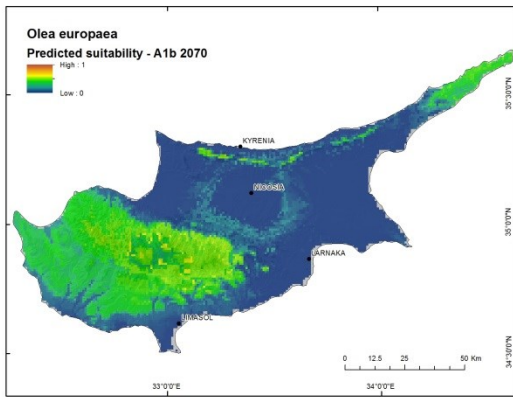 Olea europaea
Predicted suitability - A1b 2070
High : 1
Low : 0
KYRENIA
NICOSIA
LARNAKA
LIMASOL
35°30'0"N
35°0'0"N
34°30'0"N
0 12.5 25 50 Km
33°0'0"E 34°0'0"E